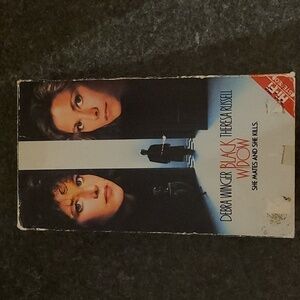 DEBRA WINGER THERESA RUSSELL
BLACK
WIDOW
SHE MATES AND SHE KILLS.